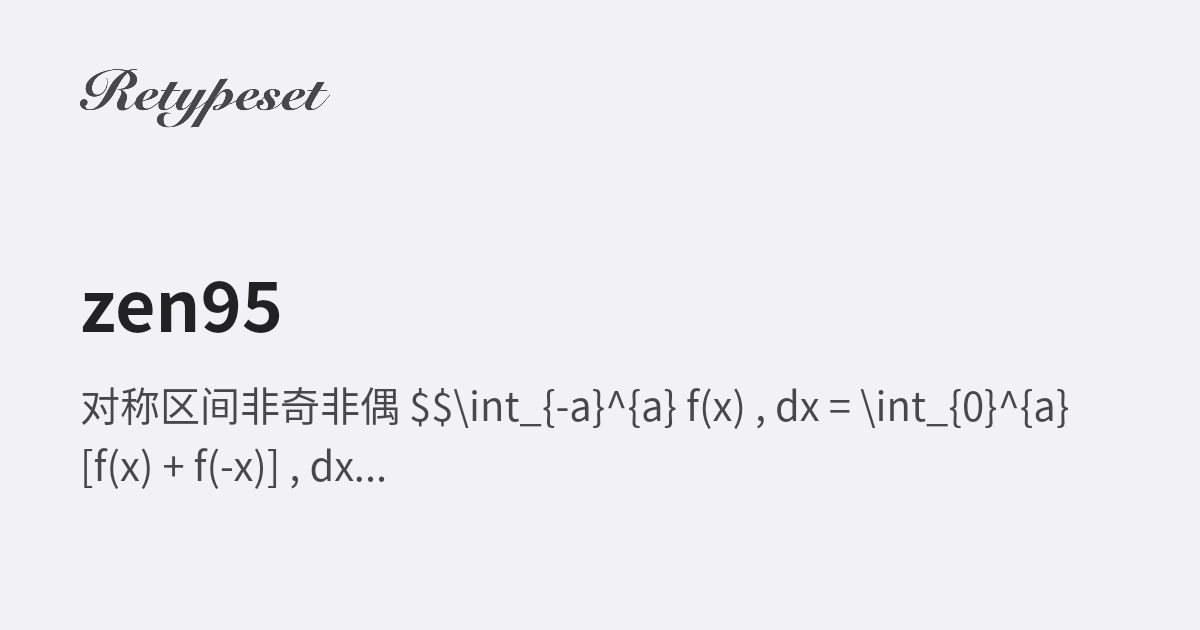 Retypeset
zen95
对称区间非奇非偶 $$\int_{-a}^{a} f(x) , dx = \int_{0}^{a}
[f(x) + f(-x)] , dx...